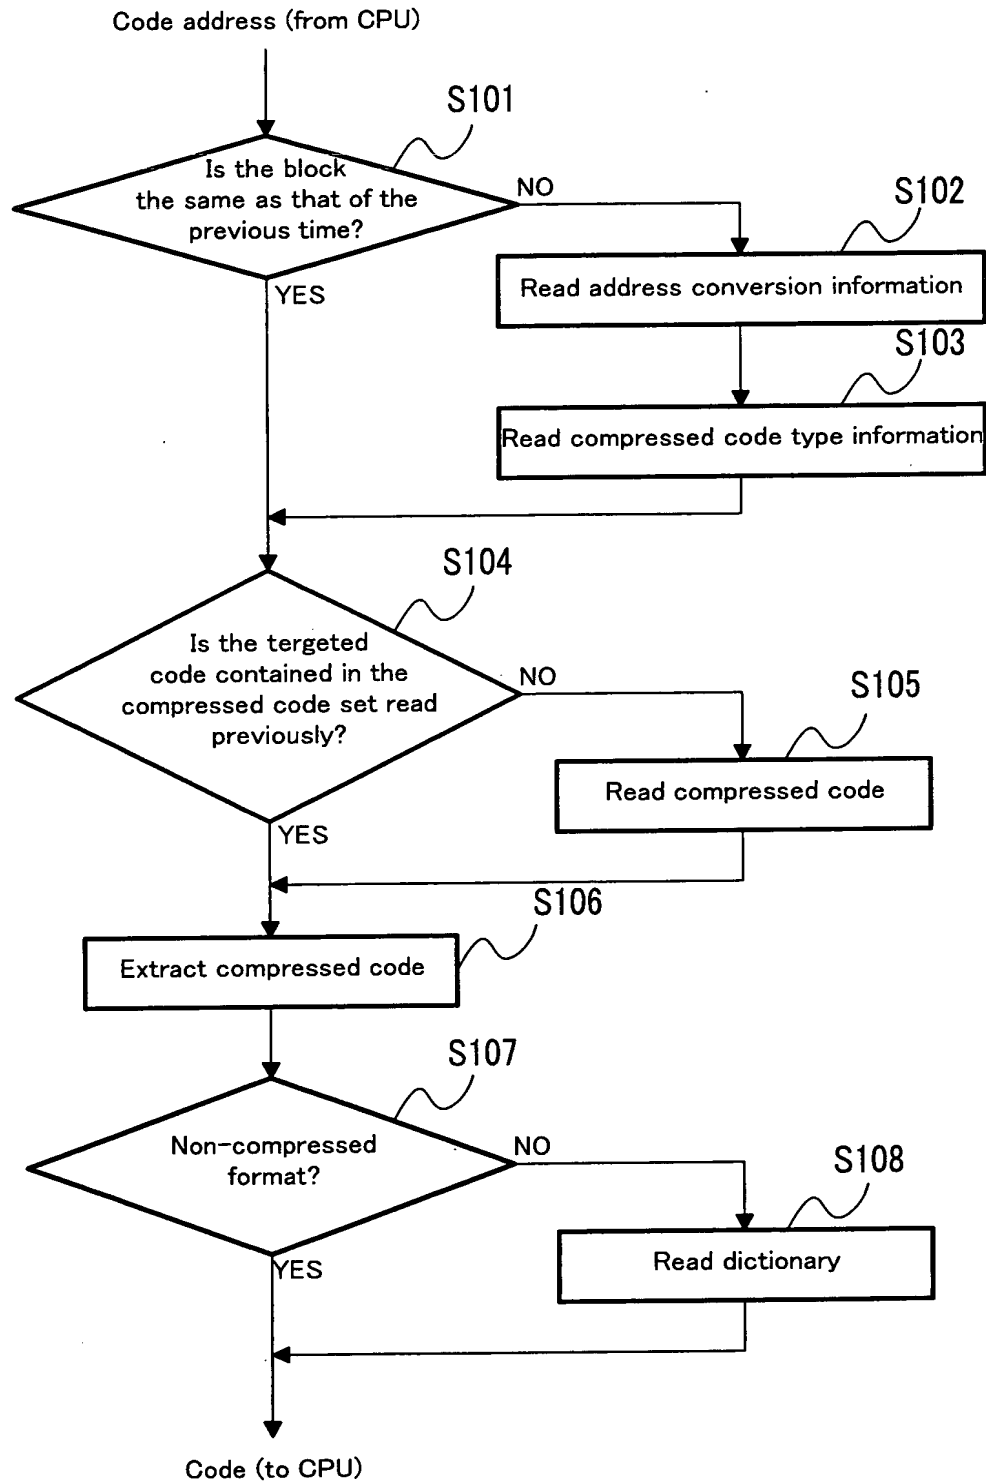 Code address (from CPU)
S101
Is the block
the same as that of the
previous time?
NO
YES
S102
Read address conversion information
S103
Read compressed code type information
S104
Is the tergeted
code contained in the
compressed code set read
previously?
NO
YES
S105
Read compressed code
S106
Extract compressed code
S107
Non-compressed
format?
NO
YES
S108
Read dictionary
Code (to CPU)